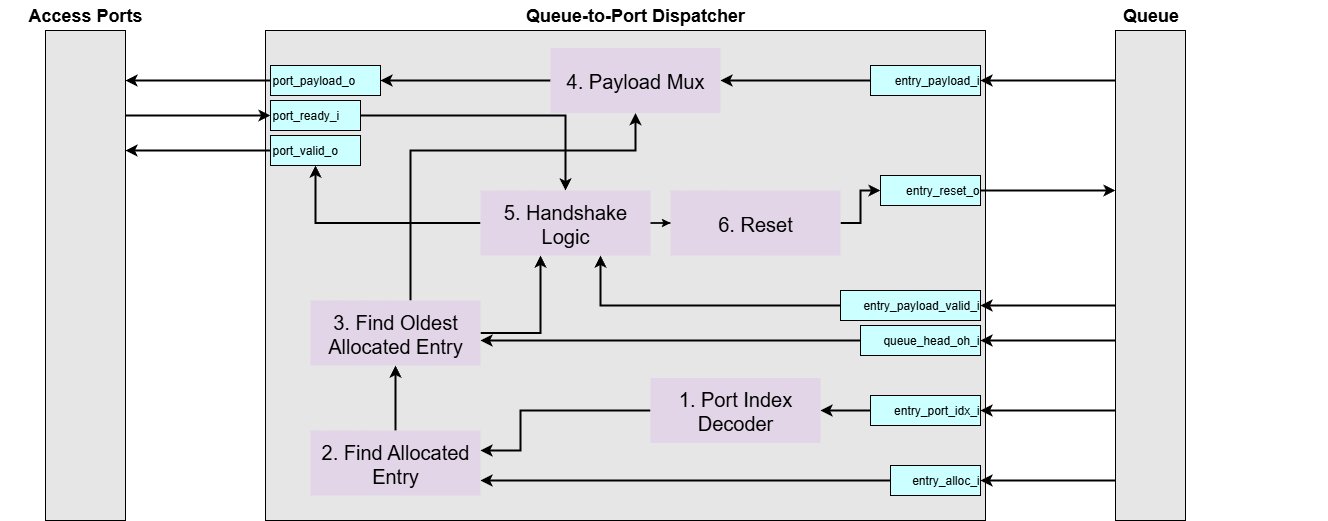 Access Ports
Queue-to-Port Dispatcher
Queue
port_payload_o
4. Payload Mux
entry_payload_i
port_ready_i
port_valid_o
entry_reset_o
5. Handshake
Logic
6. Reset
entry_payload_valid_i
3. Find Oldest
Allocated Entry
queue_head_oh_i
1. Port Index
Decoder
entry_port_idx_i
2. Find Allocated
Entry
entry_alloc_i